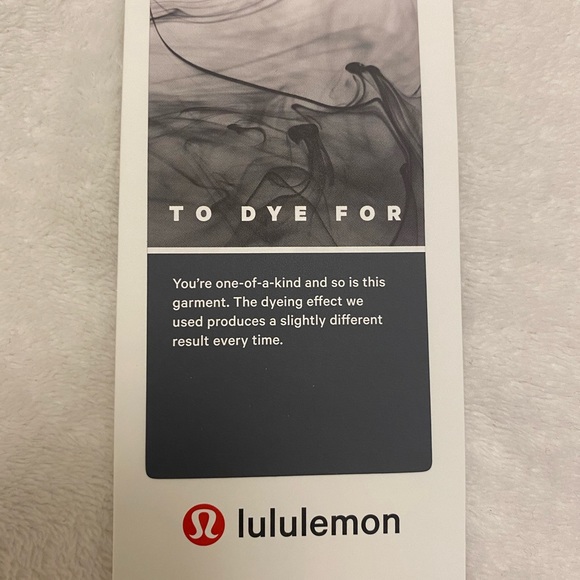 TO DYE FOR
You're one-of-a-kind and so is this
garment. The dyeing effect we
used produces a slightly different
result every time.
lululemon